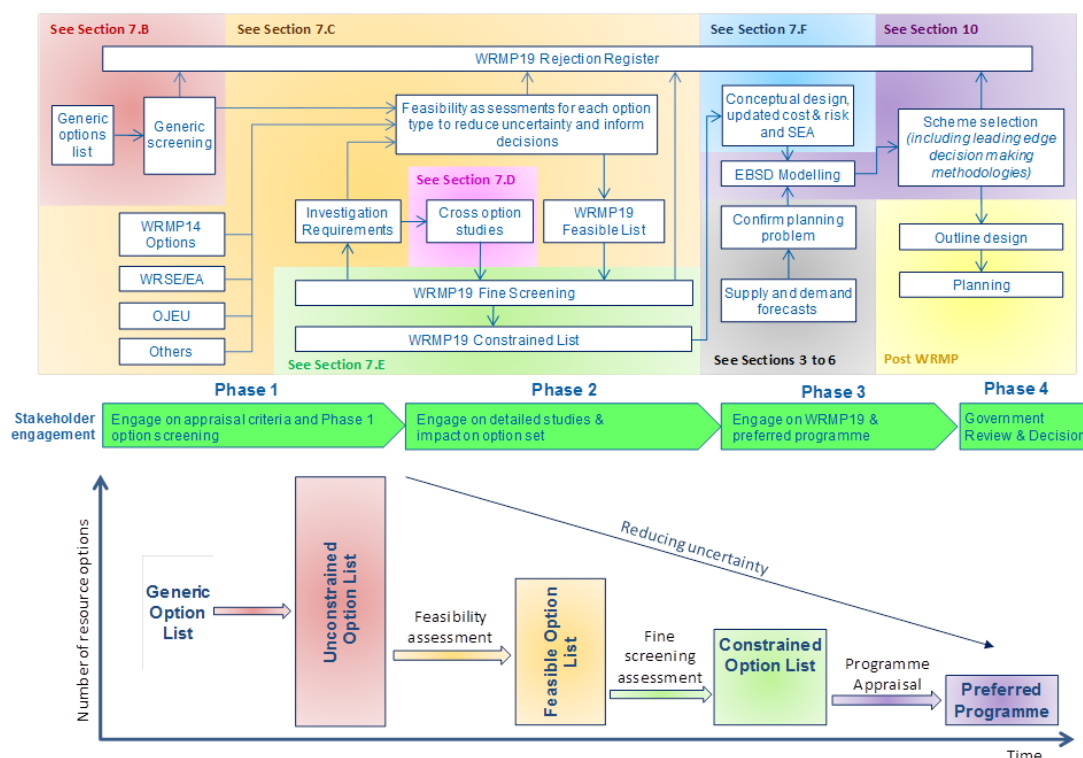 See Section 7.B
See Section 7.C
See Section 7.F
See Section 10
WRMP19 Rejection Register
Generic
options
list
Generic
screening
Feasibility assessments for each option
type to reduce uncertainty and inform
decisions
Conceptual design,
updated cost & risk
and SEA
Scheme selection
(including leading edge
decision making
methodologies)
See Section 7.D
EBSD Modelling
WRMP14
Options
Investigation
Requirements
Cross option
studies
WRMP19
Feasible List
Confirm planning
problem
Outline design
WRSE/EA
WRMP19 Fine Screening
Supply and demand
forecasts
Planning
OJEU
WRMP19 Constrained List
Others
See Section 7.E
See Sections 3 to 6
Post WRMP
Phase 1
Phase 2
Phase 3
Phase 4
Stakeholder
engagement
Engage on appraisal criteria and Phase 1
option screening
Engage on detailed studies &
impact on option set
Engage on WRMP19 &
preferred programme
Government
Review & Decision
Number of resource options
Reducing uncertainty
Generic
Option
List
Unconstrained
Option List
Feasibility
assessment
Feasible Option
List
Fine
screening
assessment
Constrained
Option List
Programme
Appraisal
Preferred
Programme
Time